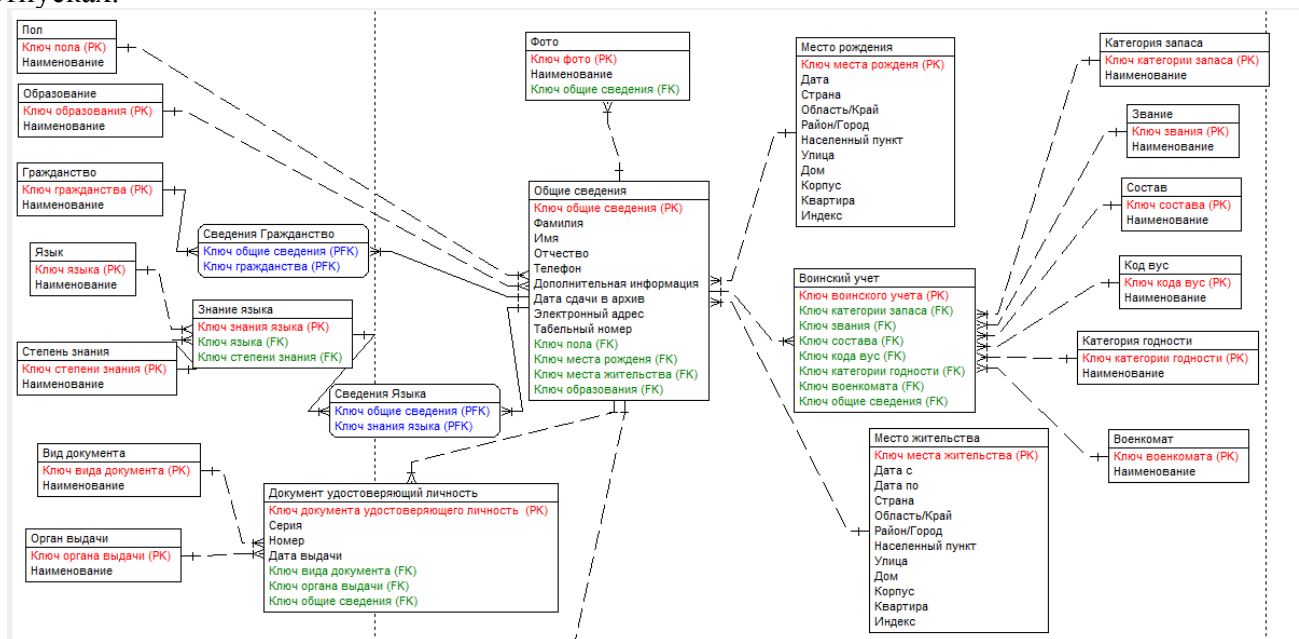 Пол
Ключ пола (PK)
Наименование
Образование
Ключ образования (PK)
Наименование
Гражданство
Ключ гражданства (PK)
Наименование
Язык
Ключ языка (PK)
Наименование
Степень знания
Ключ степени знания (PK)
Наименование
Сведения Гражданство
Ключ общие сведения (PFK)
Ключ гражданства (PFK)
Знание языка
Ключ знания языка (PK)
Ключ языка (FK)
Ключ степени знания (FK)
Сведения Языка
Ключ общие сведения (PFK)
Ключ знания языка (PFK)
Вид документа
Ключ вида документа (PK)
Наименование
Орган выдачи
Ключ органа выдачи (PK)
Наименование
Документ удостоверяющий личность
Ключ документа удостоверяющего личность (PK)
Серия
Номер
Дата выдачи
Ключ вида документа (FK)
Ключ органа выдачи (FK)
Ключ общие сведения (FK)
Фото
Ключ фото (PK)
Наименование
Ключ общие сведения (FK)
Общие сведения
Ключ общие сведения (PK)
Фамилия
Имя
Отчество
Телефон
Дополнительная информация
Дата сдачи в архив
Электронный адрес
Табельный номер
Ключ пола (FK)
Ключ места рожденя (FK)
Ключ места жительства (FK)
Ключ образования (FK)
Место рождения
Ключ места рожденя (PK)
Дата
Страна
Область/Край
Район/Город
Населенный пункт
Улица
Дом
Корпус
Квартира
Индекс
Воинский учет
Ключ воинского учета (PK)
Ключ категории запаса (FK)
Ключ звания (FK)
Ключ состава (FK)
Ключ кода вус (FK)
Ключ категории годности (FK)
Ключ военкомата (FK)
Ключ общие сведения (FK)
Место жительства
Ключ места жительства (PK)
Дата с
Дата по
Страна
Область/Край
Район/Город
Населенный пункт
Улица
Дом
Корпус
Квартира
Индекс
Категория запаса
Ключ категории запаса (PK)
Наименование
Звание
Ключ звания (PK)
Наименование
Состав
Ключ состава (PK)
Наименование
Код вус
Ключ кода вус (PK)
Наименование
Категория годности
Ключ категории годности (PK)
Наименование
Военкомат
Ключ военкомата (PK)
Наименование